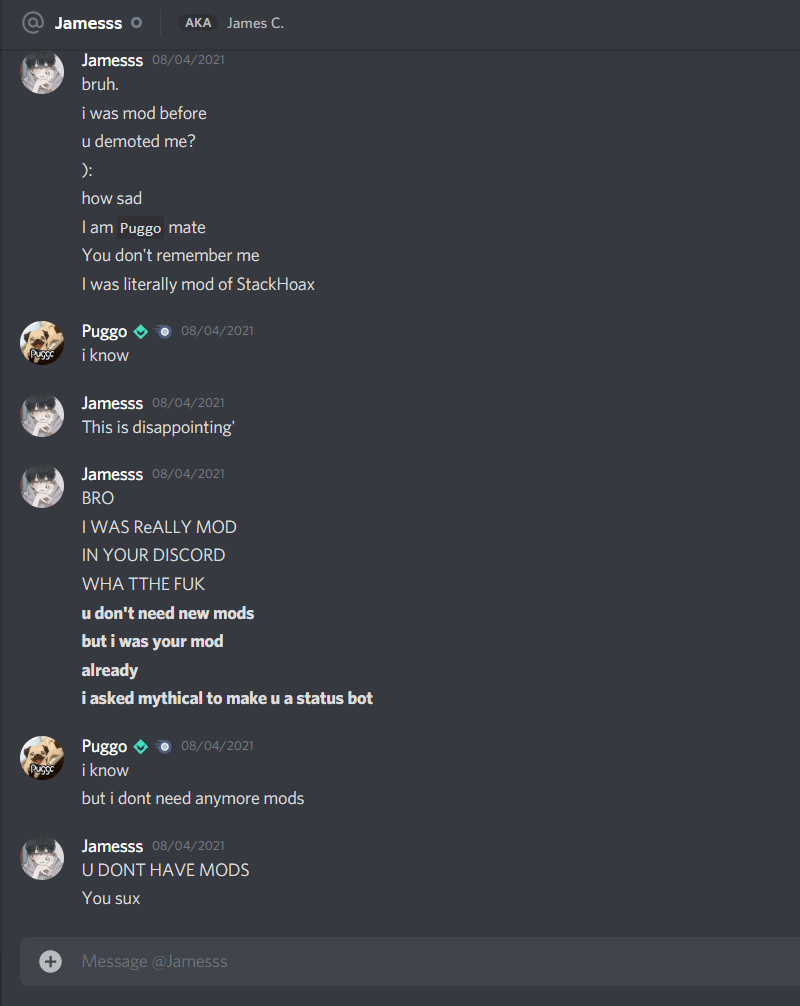 @ Jamesss AKA James C.
Jamesss 08/04/2021
bruh.
i was mod before
u demoted me?
):
how sad
I am Puggo mate
You don't remember me
I was literally mod of StackHoax
Puggo 08/04/2021
Puggo
i know
Jamesss 08/04/2021
This is disappointing'
Jamesss 08/04/2021
BRO
I WAS ReALLY MOD
IN YOUR DISCORD
WHA TTHE FUK
u don't need new mods
but i was your mod
already
i asked mythical to make u a status bot
Puggo 08/04/2021
Puggo
i know
but i dont need anymore mods
Jamesss 08/04/2021
U DONT HAVE MODS
You sux
Message @Jamesss